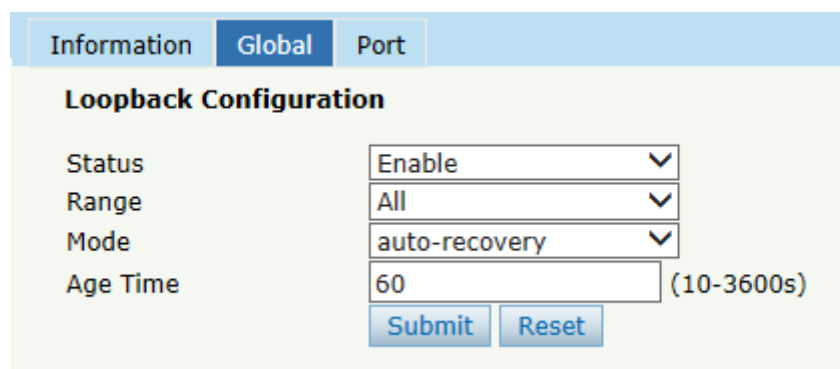 Information Global Port
Loopback Configuration
Status Enable
Range All
Mode auto-recovery
Age Time 60 (10-3600s)
Submit Reset